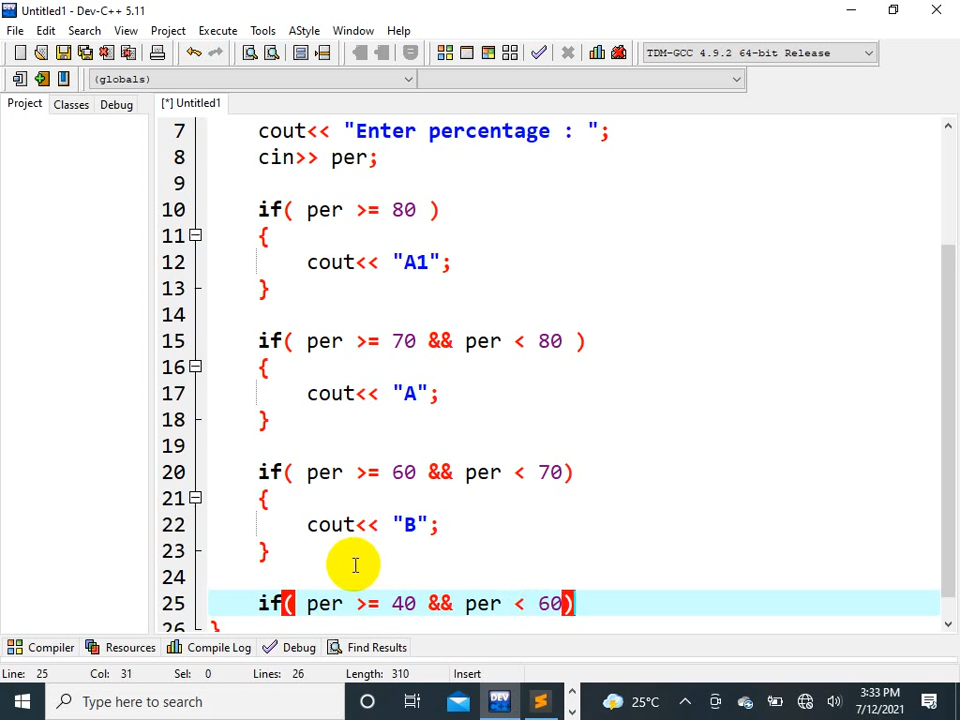 Untitled1 - Dev-C++ 5.11
File Edit Search View Project Execute Tools AStyle Window Help
TDM-GCC 4.9.2 64-bit Release
(globals)
Project Classes Debug [*] Untitled1
7 cout<< "Enter percentage : ";
8 cin>> per;
9
10 if( per >= 80 )
11 {
12 cout<< "A1";
13 }
14
15 if( per >= 70 && per < 80 )
16 {
17 cout<< "A";
18 }
19
20 if( per >= 60 && per < 70)
21 {
22 cout<< "B";
23 }
24
25 if( per >= 40 && per < 60)
26 }
Compiler Resources Compile Log Debug Find Results
Line: 25 Col: 31 Sel: 0 Lines: 26 Length: 310 Insert
Type here to search 25°C 3:33 PM
7/12/2021